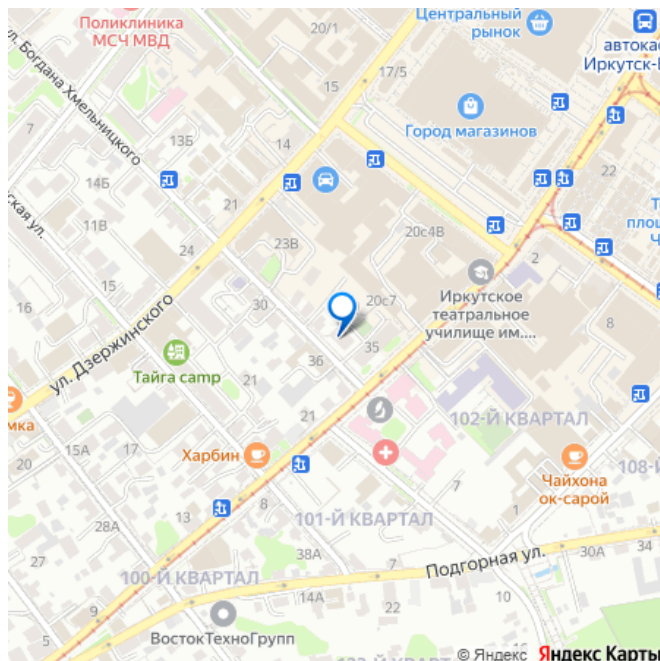 Поликлиника
МСЧ МВД
ул. Богдана Хмельницкого
20/1
17/5
15
Центральный
рынок
автокас
Иркутск-
Город магазинов
7
13Б
14
14Б
21
22
11В
ская ул.
23В
20с4В
2
16
20с7
Иркутское
театральное
училище им....
30
15
ул. Дзержинского
8
35
36
Тайга camp
21
21
102-Й КВАРТАЛ
мка
15А
Харбин
20
13
Чайхона
ок-сарой
108-Й
7
28А
8
101-Й КВАРТАЛ
1
27
38А
Подгорная ул.
30А
34
100-Й КВАРТАЛ
14А
22
5
9
10
ВостокТехноГрупп
© Яндекс Яндекс Карты